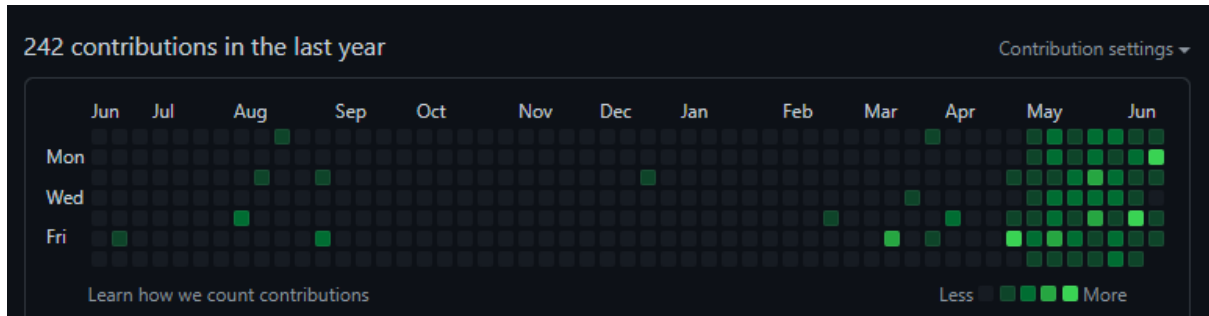 242 contributions in the last year
Contribution settings
Jun Jul Aug Sep Oct Nov Dec Jan Feb Mar Apr May Jun
Mon
Wed
Fri
Learn how we count contributions
Less More